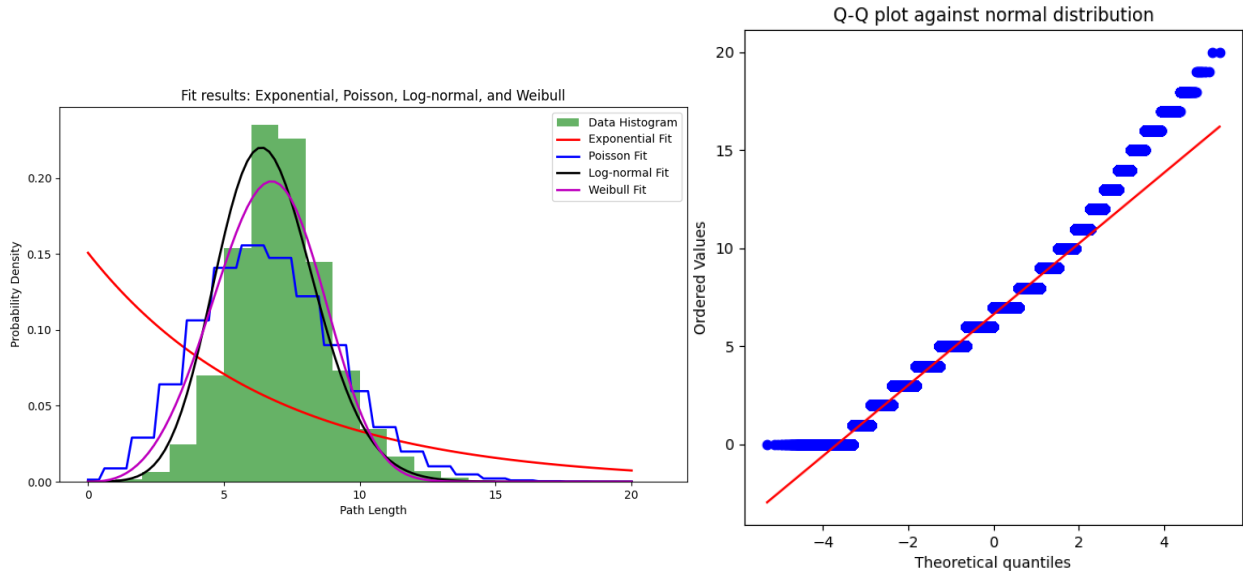 Fit results: Exponential, Poisson, Log-normal, and Weibull
Data Histogram
Exponential Fit
Poisson Fit
Log-normal Fit
Weibull Fit
Probability Density
0.20
0.15
0.10
0.05
0.00
0
5
10
15
20
Path Length
Q-Q plot against normal distribution
Ordered Values
20
15
10
5
0
−4
−2
0
2
4
Theoretical quantiles